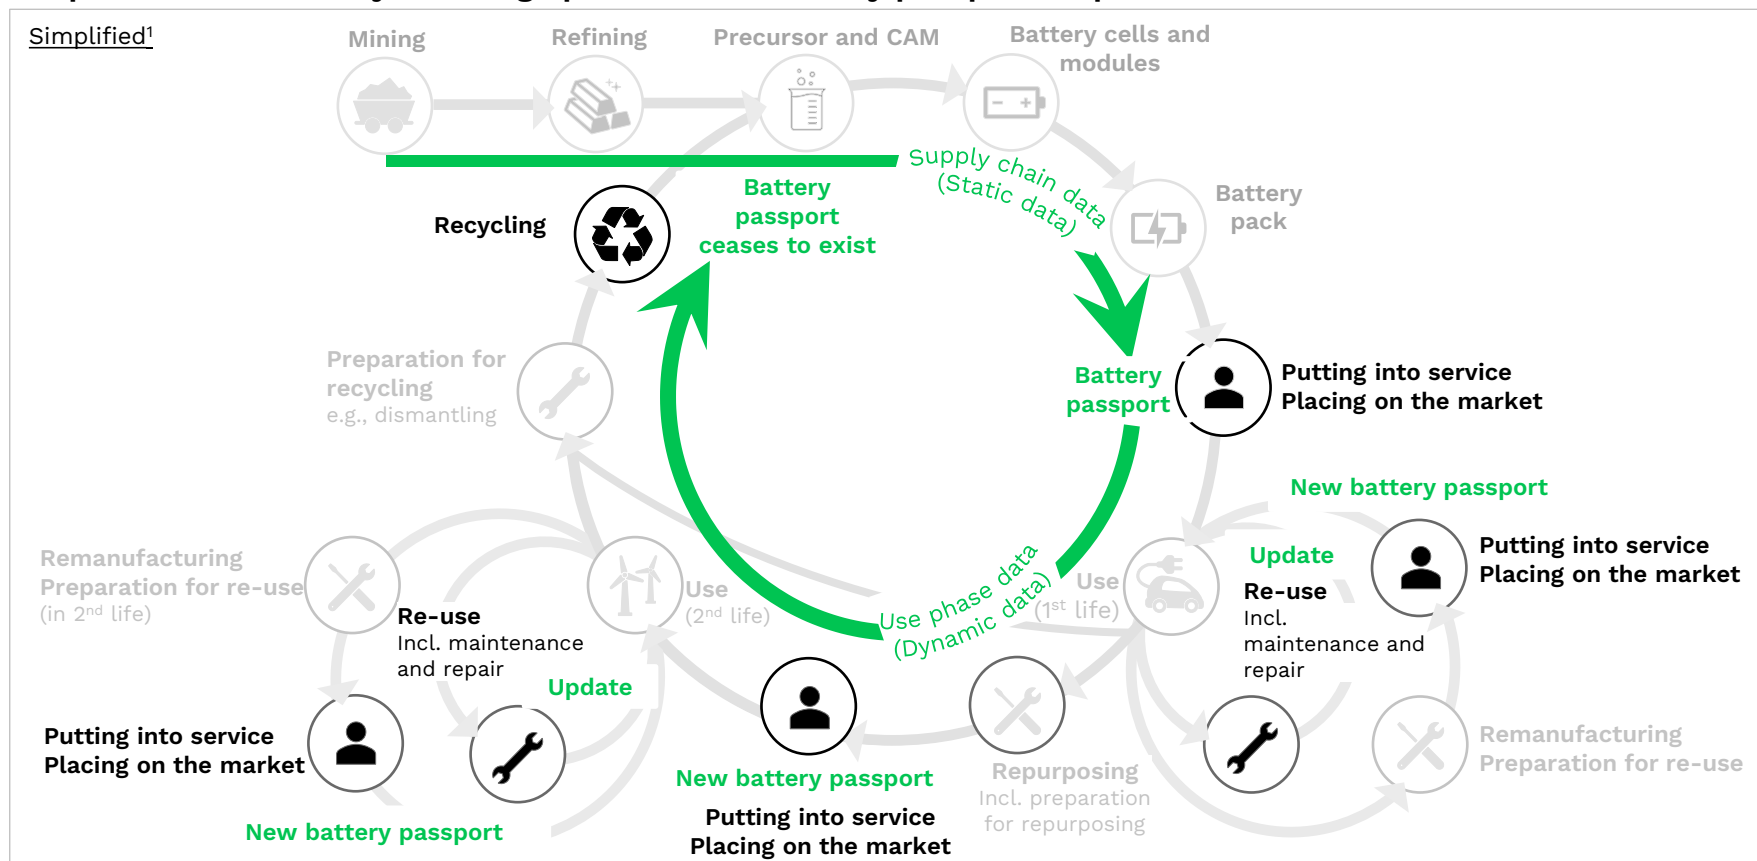 Simplified¹
Mining
Refining
Precursor and CAM
Battery cells and
modules
Supply chain data
(Static data)
Battery
pack
Recycling
Battery
passport
ceases to exist
Preparation for
recycling
e.g., dismantling
Battery
passport
Putting into service
Placing on the market
New battery passport
Remanufacturing
Preparation for re-use
(in 2nd life)
Use
(2nd life)
Use phase data
(Dynamic data)
Use
(1st life)
Update
Putting into service
Placing on the market
Re-use
Incl. maintenance
and repair
Re-use
Incl.
maintenance and
repair
Update
Putting into service
Placing on the market
New battery passport
New battery passport
Putting into service
Placing on the market
Repurposing
Incl. preparation
for repurposing
Remanufacturing
Preparation for re-use